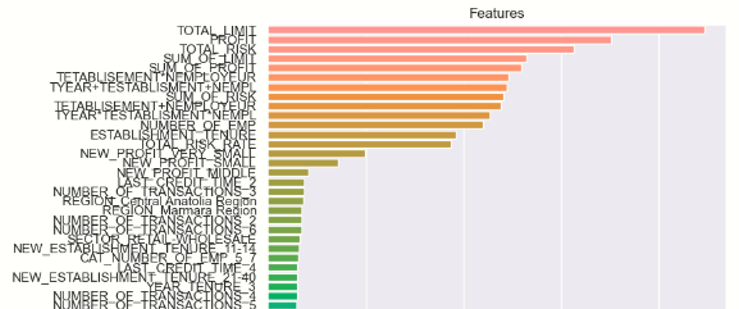 Features
TOTAL_LIMIT
PROFIT
TOTAL_RISK
SUM_OF_LIMIT
SUM_OF_PROFIT
TETABLISEMENT*NEMPLOYEUR
TYEAR+TESTABLISMENT+NEMPL
SUM_OF_RISK
TETABLISEMENT+NEMPLOYEUR
TYEAR*TESTABLISMENT*NEMPL
NUMBER_OF_EMP
ESTABLISHMENT_TENURE
TOTAL_RISK_RATE
NEW_PROFIT_VERY_SMALL
NEW_PROFIT_SMALL
NEW_PROFIT_MIDDLE
LAST_CREDIT_TIME_2
NUMBER_OF_TRANSACTIONS_3
REGION_Central Anatolia Region
REGION_Marmara Region
NUMBER_OF_TRANSACTIONS_2
NUMBER_OF_TRANSACTIONS_6
SECTOR_RETAIL-WHOLESALE
NEW_ESTABLISHMENT_TENURE_11-14
CAT_NUMBER_OF_EMP_5_7
LAST_CREDIT_TIME_4
NEW_ESTABLISHMENT_TENURE_21-40
YEAR_TENURE_3
NUMBER_OF_TRANSACTIONS_4
NUMBER_OF_TRANSACTIONS_5